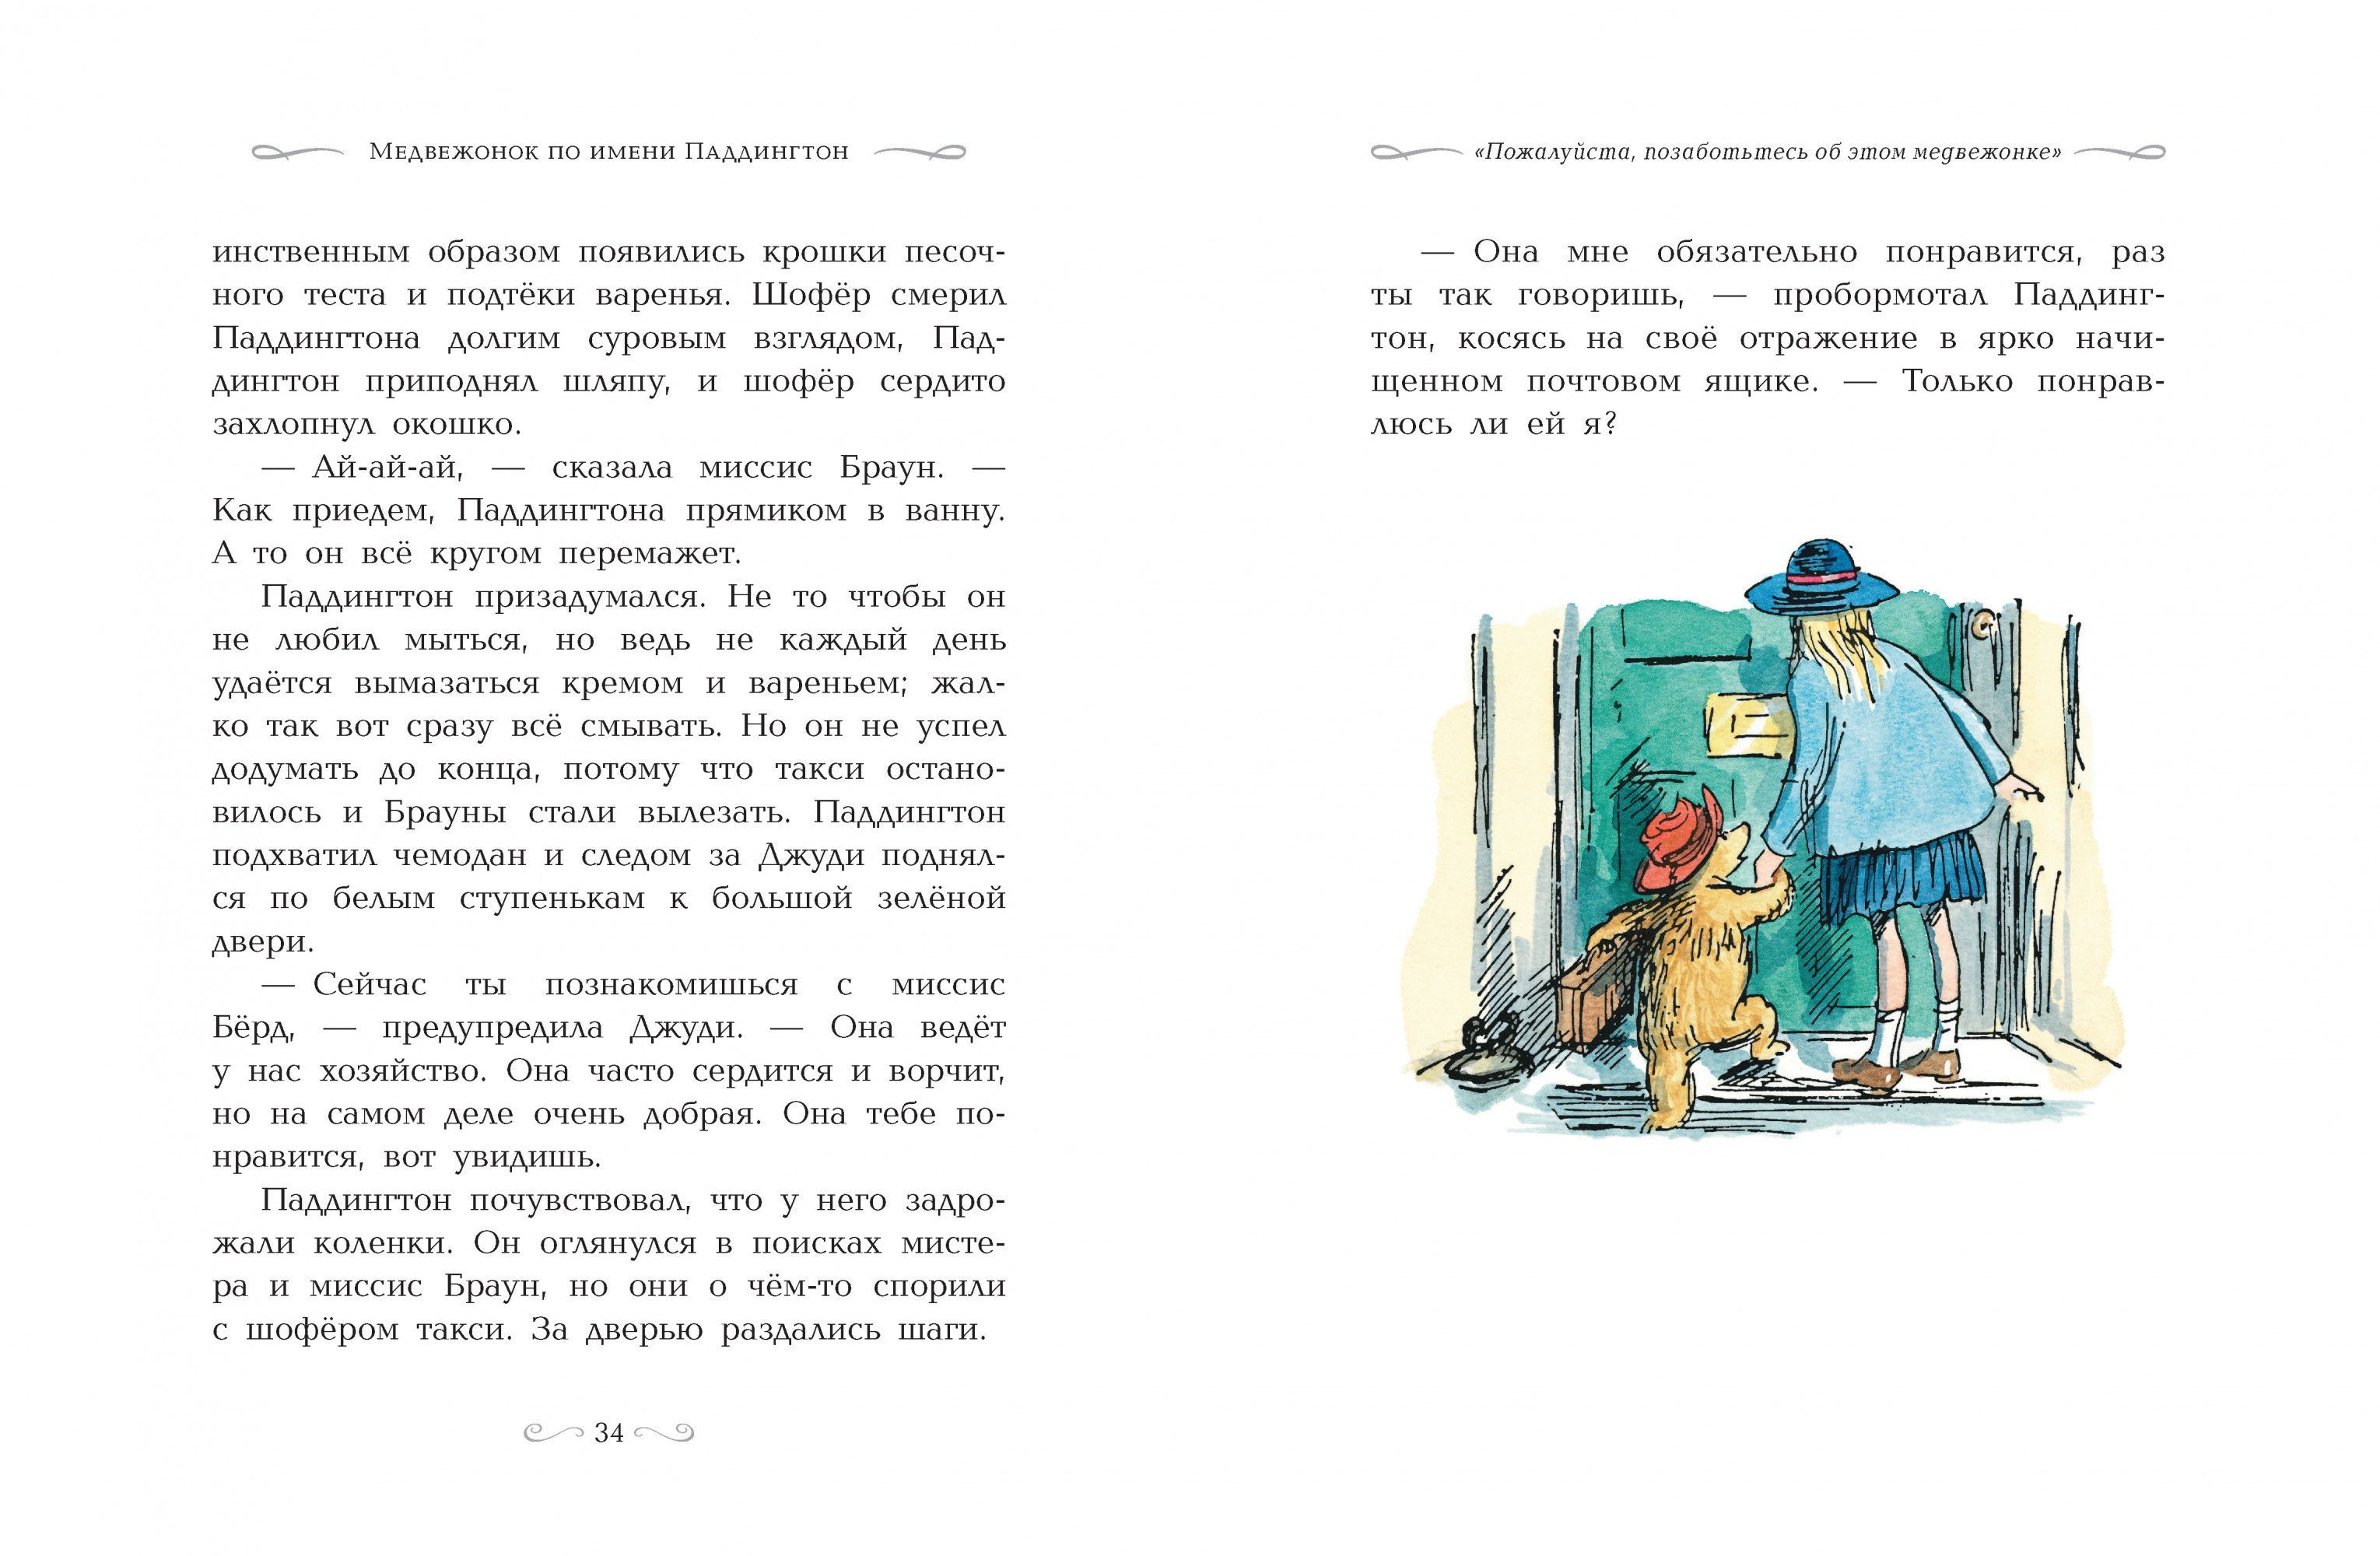 Медвежонок по имени Паддингтон
инственным образом появились крошки песоч-
ного теста и подтёки варенья. Шофёр смерил
Паддингтона долгим суровым взглядом, Пад-
дингтон приподнял шляпу, и шофёр сердито
захлопнул окошко.
— Ай-ай-ай, — сказала миссис Браун. —
Как приедем, Паддингтона прямиком в ванну.
А то он всё кругом перемажет.
Паддингтон призадумался. Не то чтобы он
не любил мыться, но ведь не каждый день
удаётся вымазаться кремом и вареньем; жал-
ко так вот сразу всё смывать. Но он не успел
додумать до конца, потому что такси остано-
вилось и Брауны стали вылезать. Паддингтон
подхватил чемодан и следом за Джуди поднял-
ся по белым ступенькам к большой зелёной
двери.
— Сейчас ты познакомишься с миссис
Бёрд, — предупредила Джуди. — Она ведёт
у нас хозяйство. Она часто сердится и ворчит,
но на самом деле очень добрая. Она тебе по-
нравится, вот увидишь.
Паддингтон почувствовал, что у него задро-
жали коленки. Он оглянулся в поисках мисте-
ра и миссис Браун, но они о чём-то спорили
с шофёром такси. За дверью раздались шаги.
34
«Пожалуйста, позаботьтесь об этом медвежонке»
— Она мне обязательно понравится, раз
ты так говоришь, — пробормотал Паддинг-
тон, косясь на своё отражение в ярко начи-
щенном почтовом ящике. — Только понрав-
люсь ли ей я?